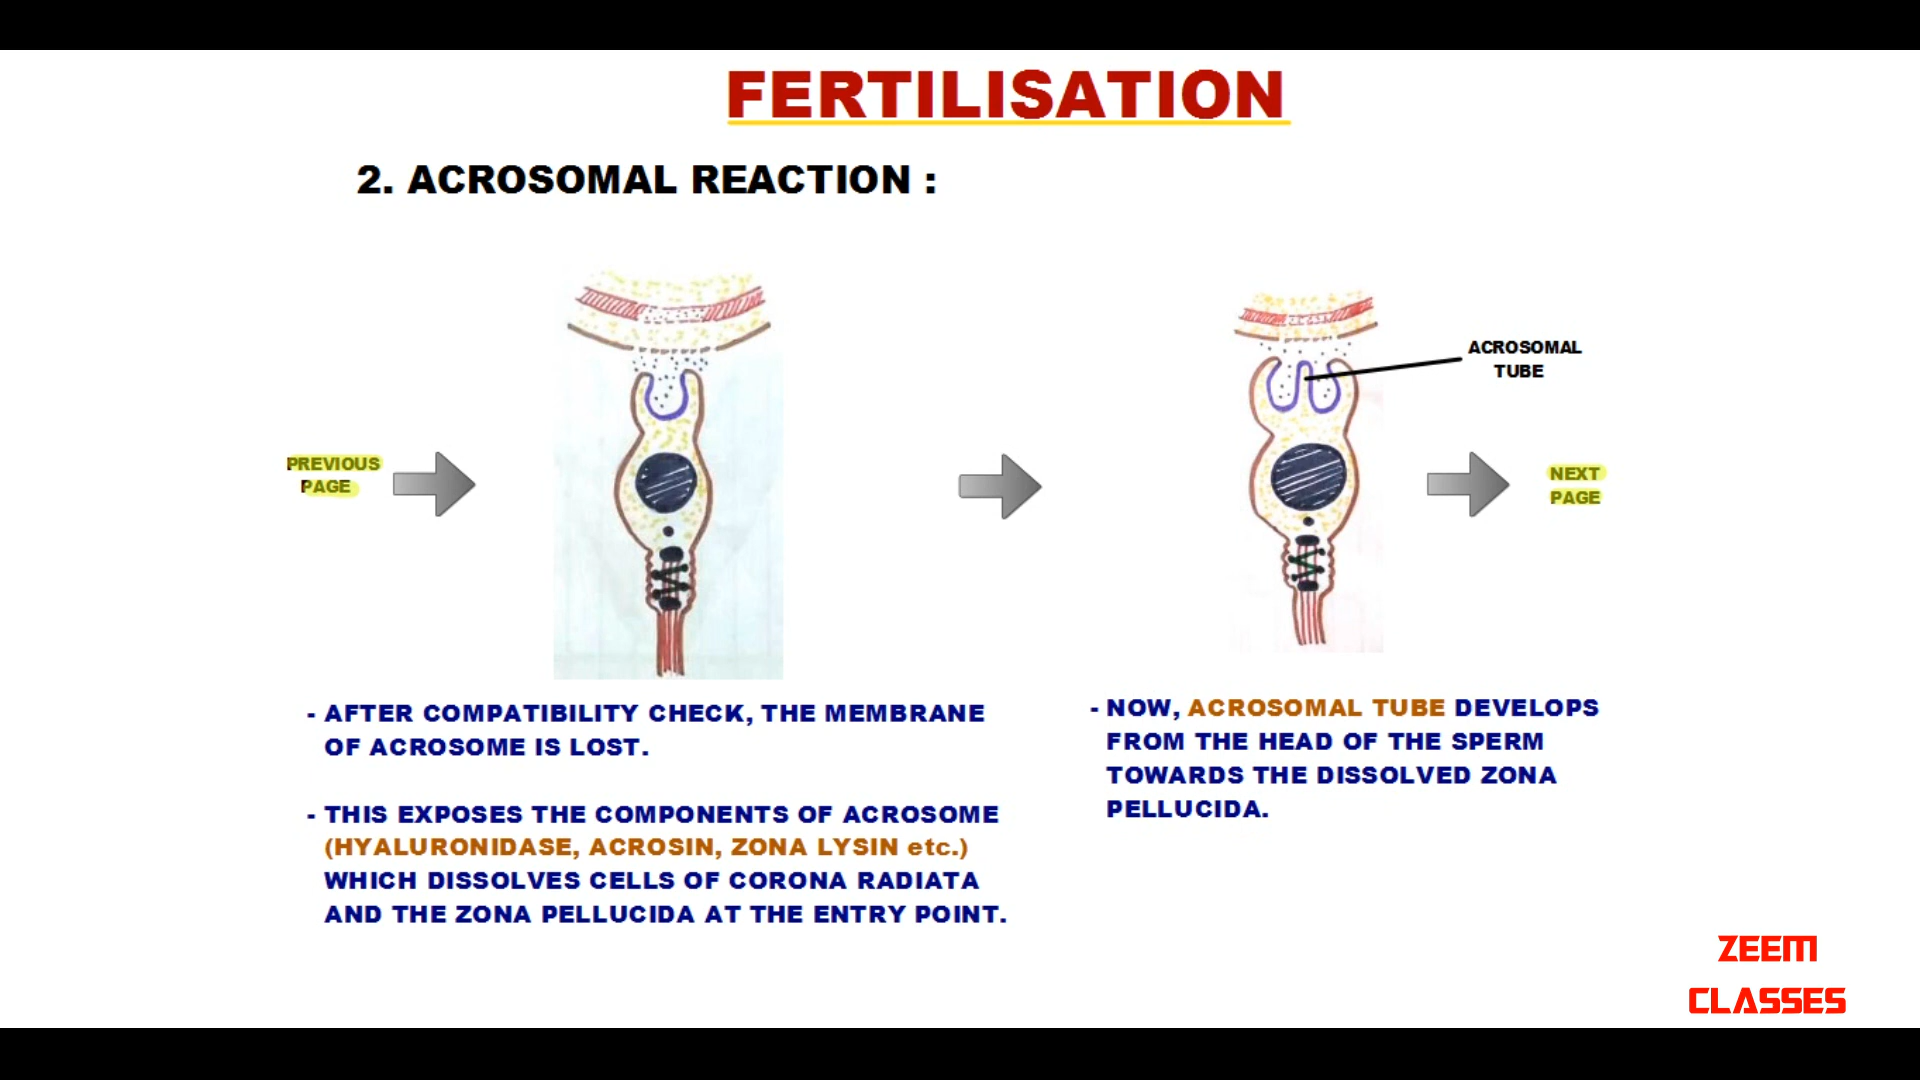 FERTILISATION
2. ACROSOMAL REACTION :
ACROSOMAL
TUBE
PREVIOUS
PAGE
NEXT
PAGE
- AFTER COMPATIBILITY CHECK, THE MEMBRANE
OF ACROSOME IS LOST.
- THIS EXPOSES THE COMPONENTS OF ACROSOME
(HYALURONIDASE, ACROSIN, ZONA LYSIN etc.)
WHICH DISSOLVES CELLS OF CORONA RADIATA
AND THE ZONA PELLUCIDA AT THE ENTRY POINT.
- NOW, ACROSOMAL TUBE DEVELOPS
FROM THE HEAD OF THE SPERM
TOWARDS THE DISSOLVED ZONA
PELLUCIDA.
ZEEM
CLASSES